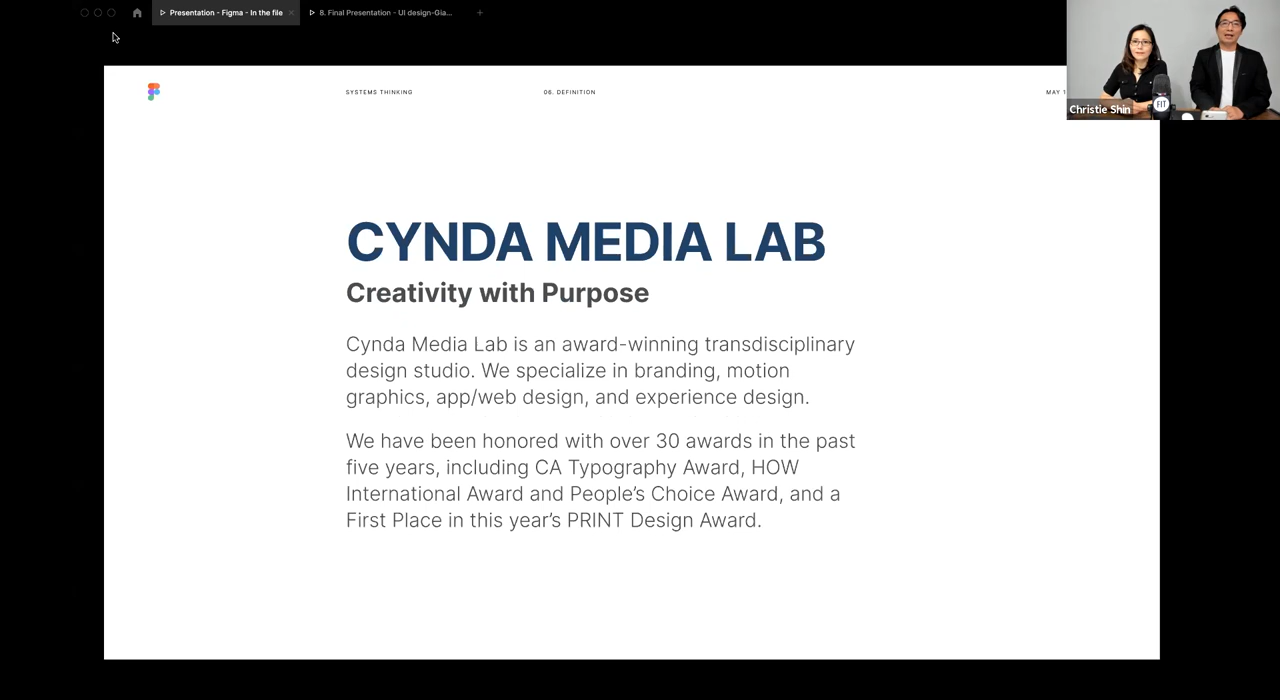 Presentation - Figma - In the file
8. Final Presentation - UI design-Gia...
SYSTEMS THINKING
06. DEFINITION
MAY 1
Christie Shin
FIT
CYNDA MEDIA LAB
Creativity with Purpose
Cynda Media Lab is an award-winning transdisciplinary
design studio. We specialize in branding, motion
graphics, app/web design, and experience design.
We have been honored with over 30 awards in the past
five years, including CA Typography Award, HOW
International Award and People’s Choice Award, and a
First Place in this year’s PRINT Design Award.